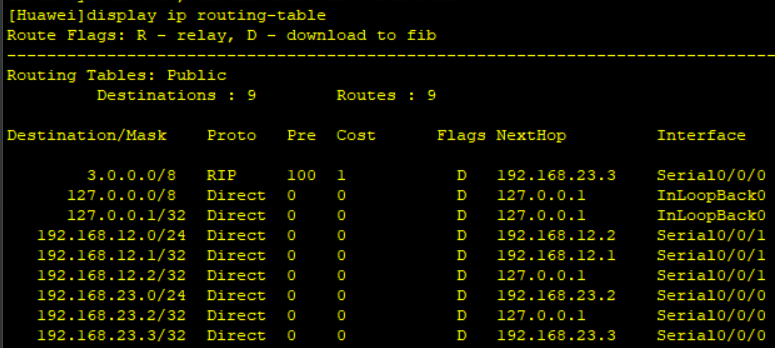 [Huawei]display ip routing-table
Route Flags: R - relay, D - download to fib
------------------------------------------------------------------------------
Routing Tables: Public
Destinations : 9 Routes : 9
Destination/Mask Proto Pre Cost Flags NextHop Interface
3.0.0.0/8 RIP 100 1 D 192.168.23.3 Serial0/0/0
127.0.0.0/8 Direct 0 0 D 127.0.0.1 InLoopBack0
127.0.0.1/32 Direct 0 0 D 127.0.0.1 InLoopBack0
192.168.12.0/24 Direct 0 0 D 192.168.12.2 Serial0/0/1
192.168.12.1/32 Direct 0 0 D 192.168.12.1 Serial0/0/1
192.168.12.2/32 Direct 0 0 D 127.0.0.1 Serial0/0/1
192.168.23.0/24 Direct 0 0 D 192.168.23.2 Serial0/0/0
192.168.23.2/32 Direct 0 0 D 127.0.0.1 Serial0/0/0
192.168.23.3/32 Direct 0 0 D 192.168.23.3 Serial0/0/0